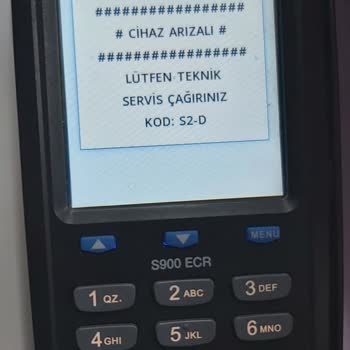 #################
# CİHAZ ARIZALI #
#################
LÜTFEN TEKNİK
SERVİS ÇAĞIRINIZ
KOD: S2-D
MENU
S900 ECR
1 QZ.
2 ABC
3 DEF
4 GHI
5 JKL
6 MNO